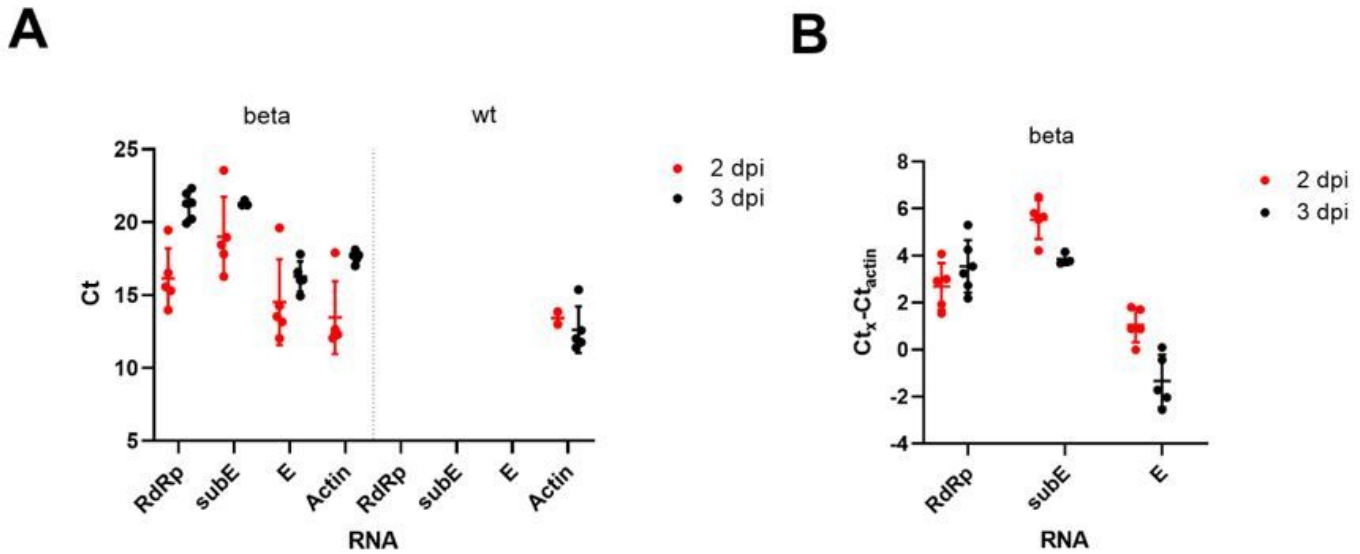 A
beta
wt
25
20
15
10
5
Ct
RdRp
subE
E
Actin
RdRp
subE
E
Actin
RNA
2 dpi
3 dpi
B
beta
8
6
4
2
0
-2
-4
Ctx-Ctactin
RdRp
subE
E
RNA
2 dpi
3 dpi